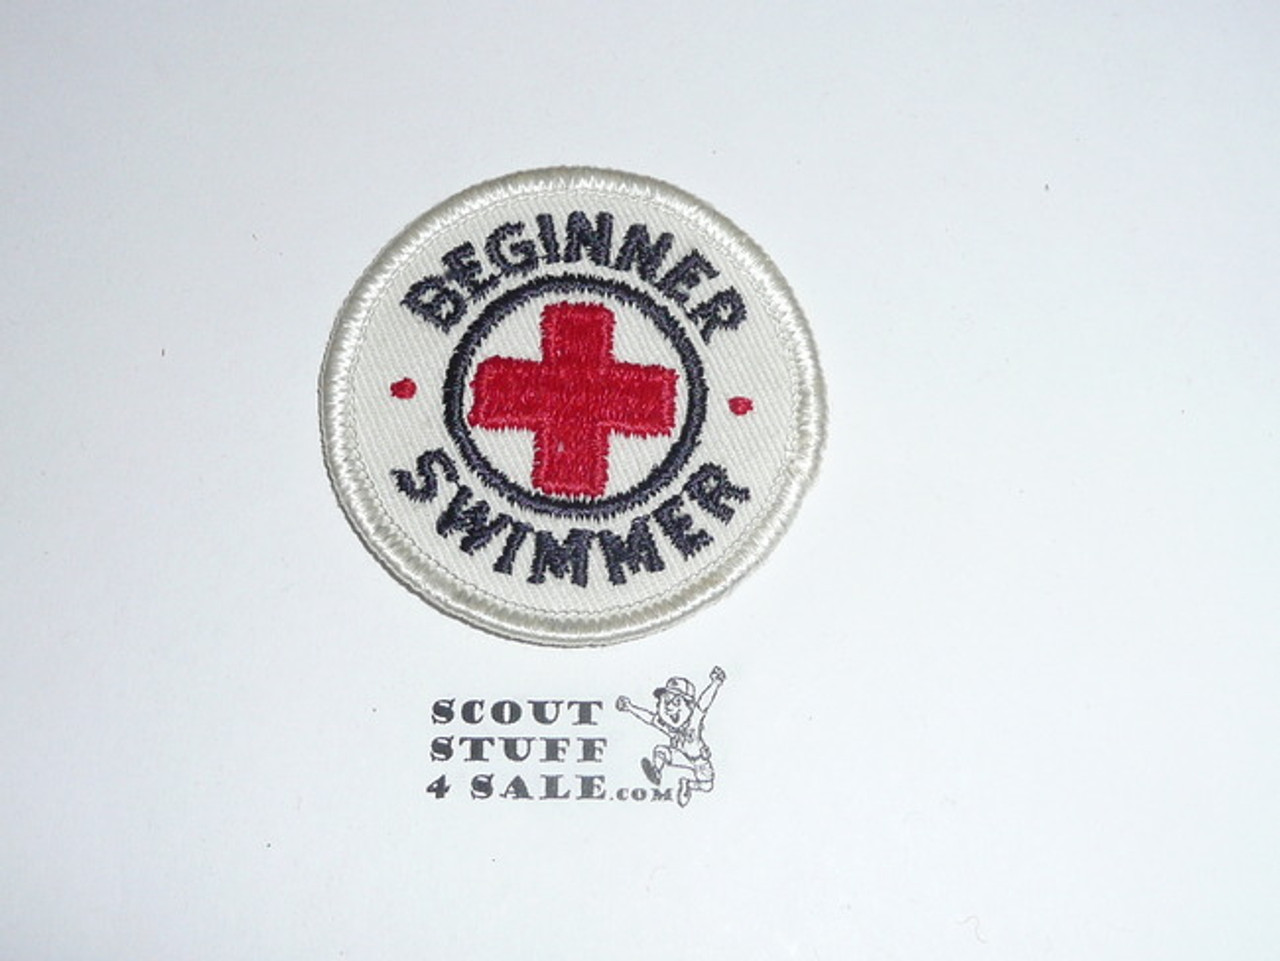 BEGINNER
SWIMMER
SCOUT
STUFF
4 SALE.COM